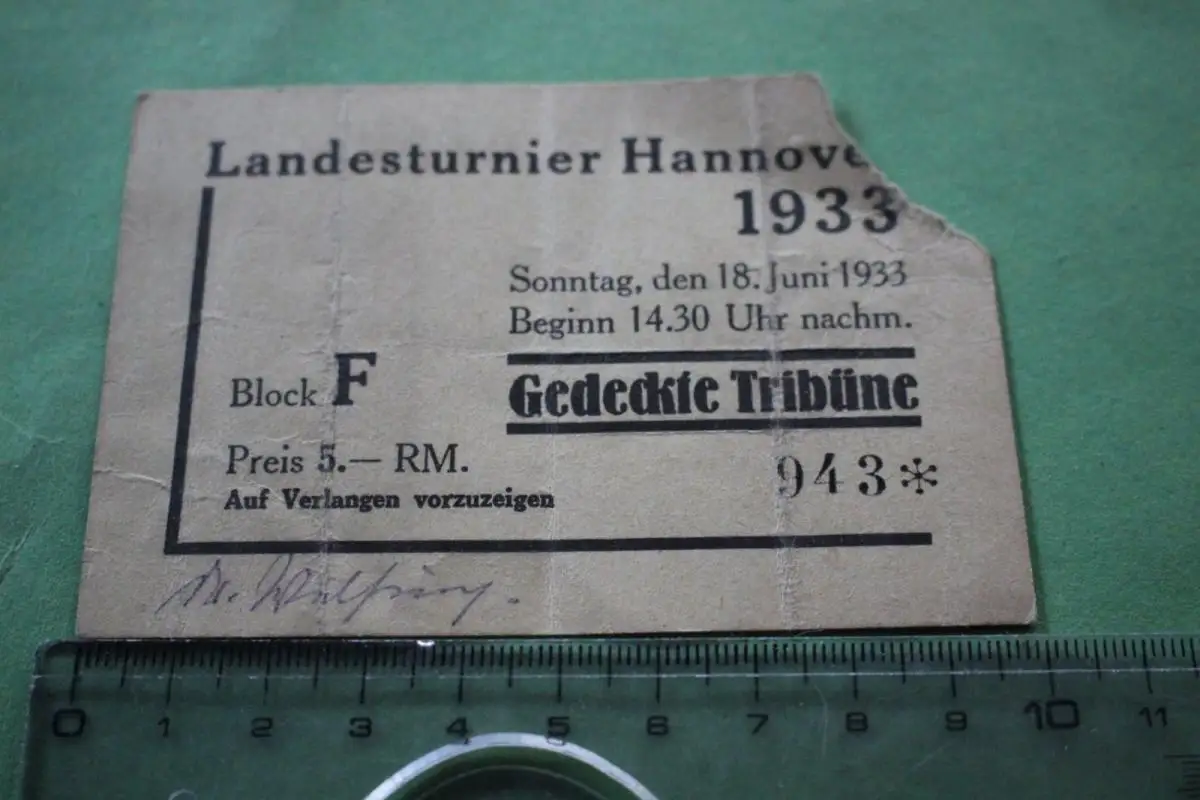 Landesturnier Hannove
1933
Sonntag, den 18. Juni 1933
Beginn 14.30 Uhr nachm.
Block F
Gedeckte Tribüne
Preis 5.— RM.
943*
Auf Verlangen vorzuzeigen
0 1 2 3 4 5 6 7 8 9 10 11